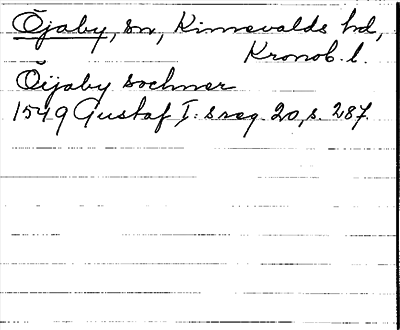 Öjaby, sn, Kinnevalds hd,
Kronob. l.
Öijaby sochner
1549 Gustaf I:s reg. 20, s. 287.